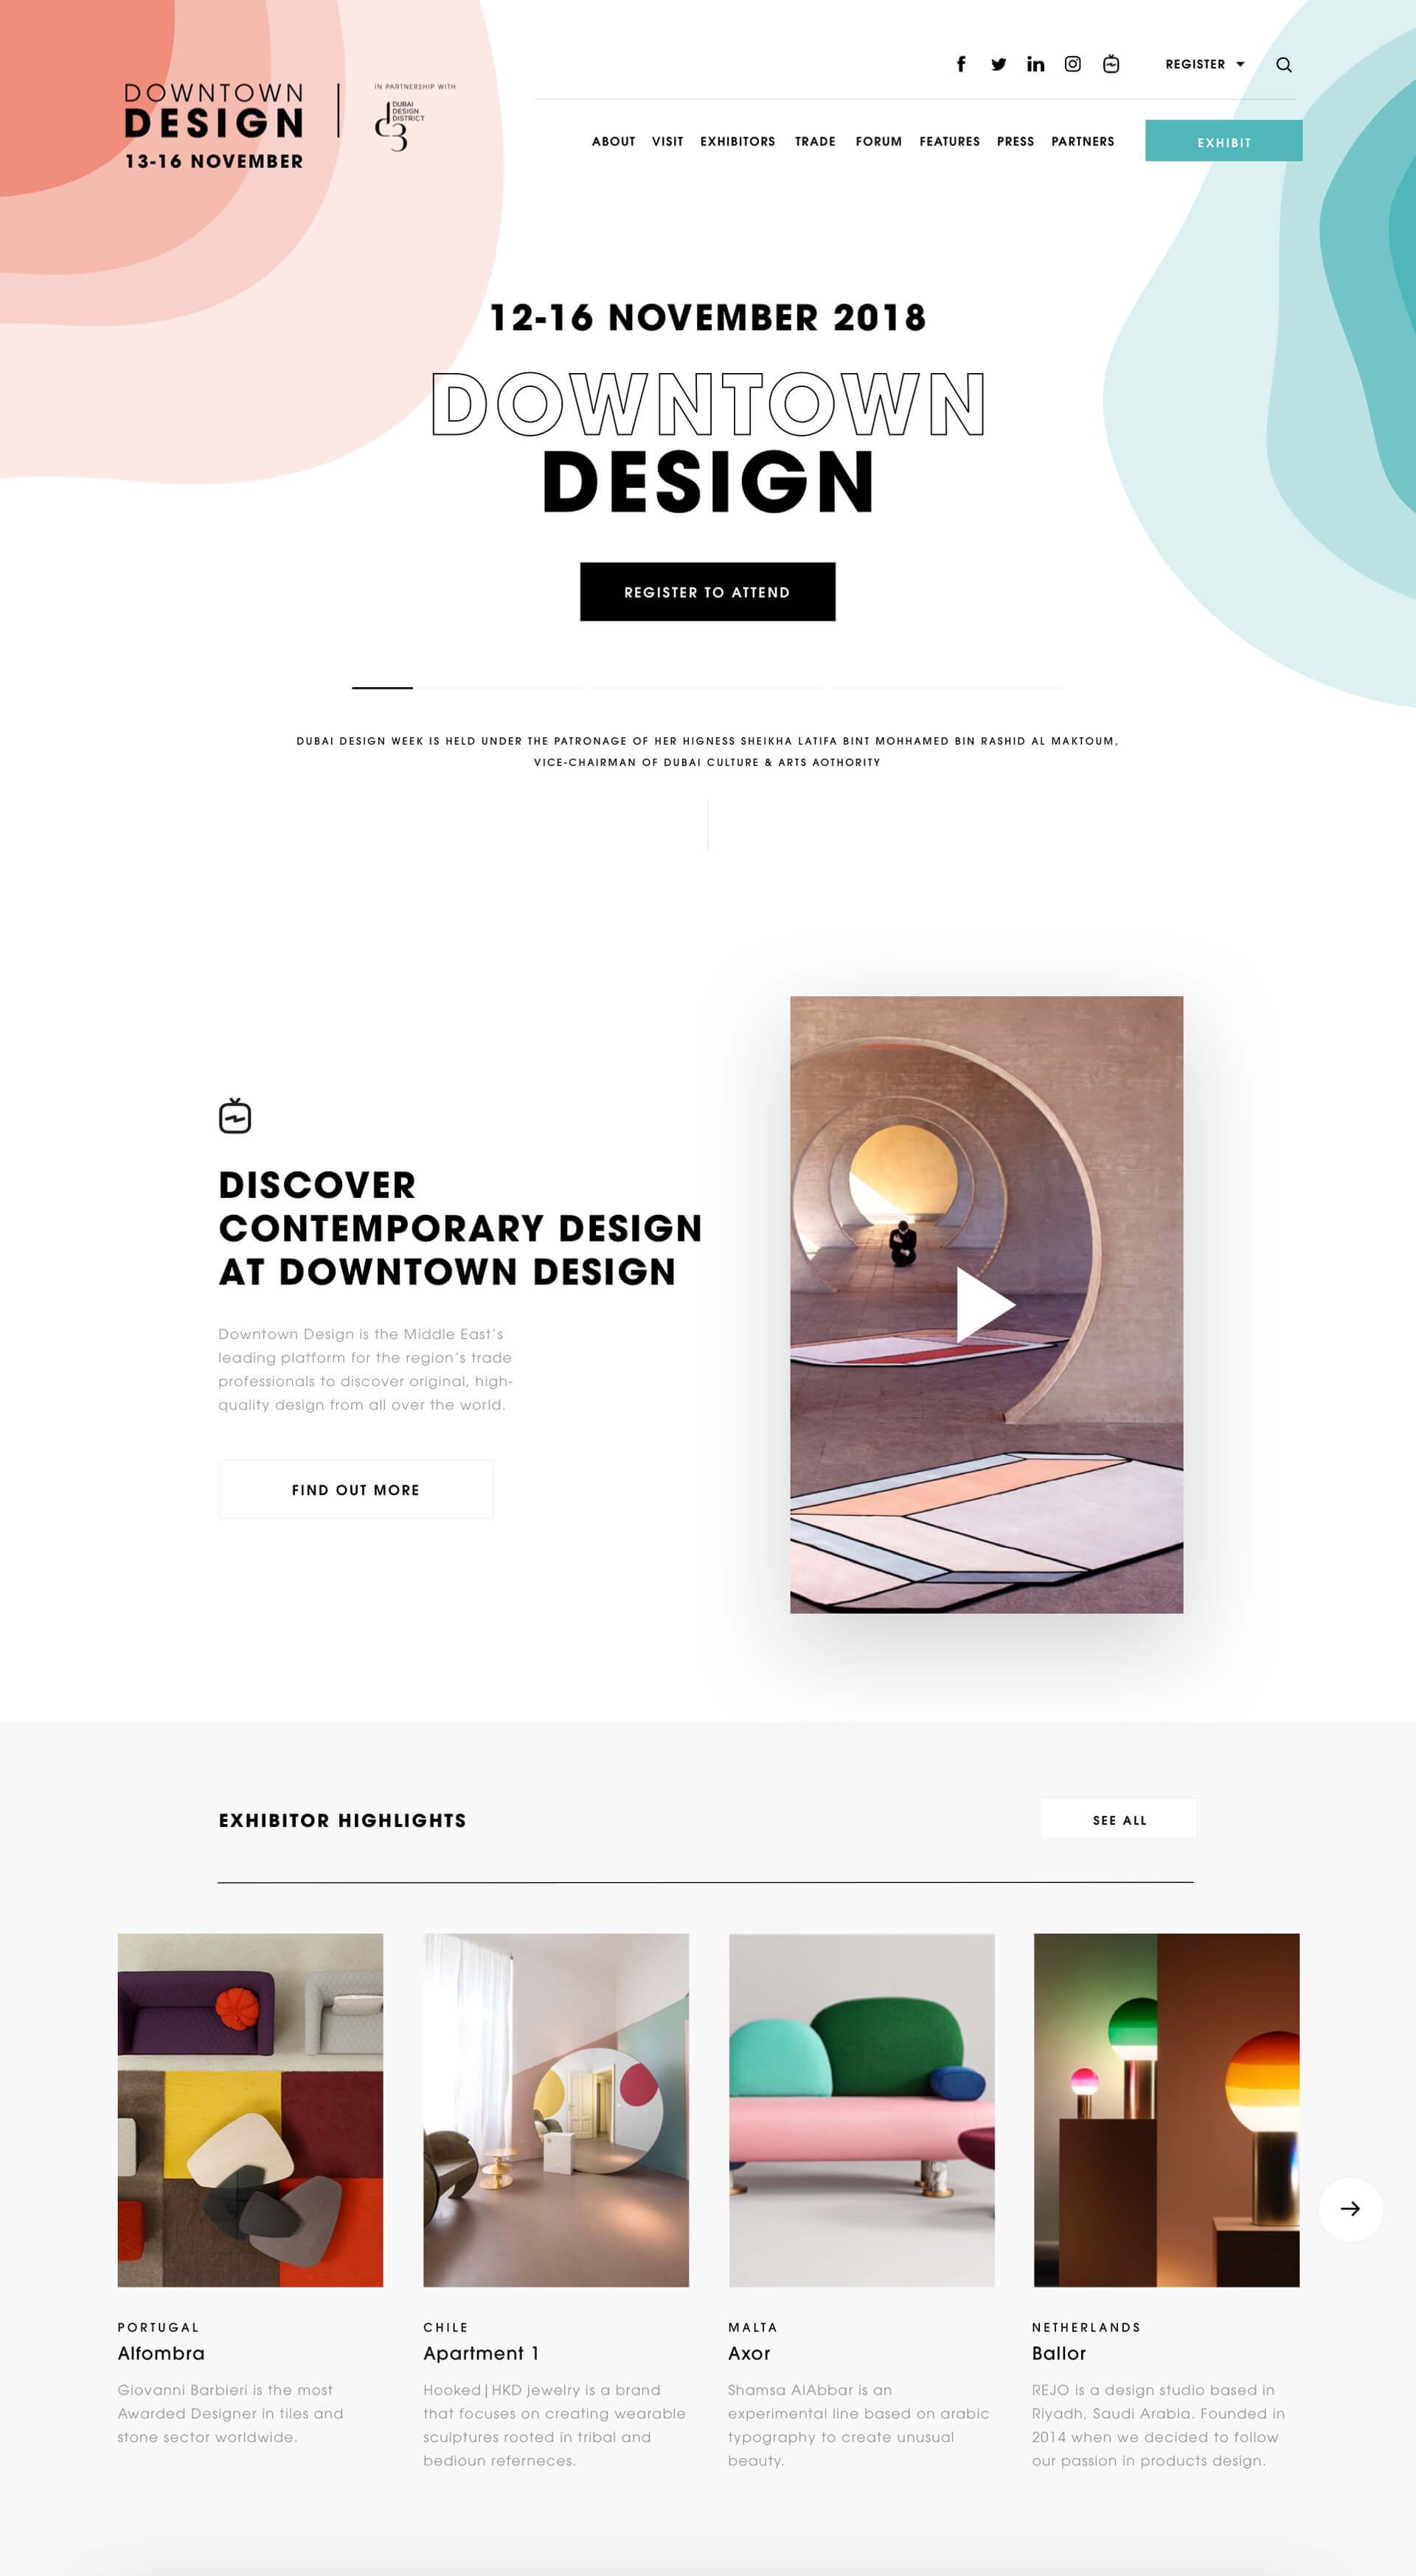 REGISTER
DOWNTOWN
DESIGN
13-16 NOVEMBER
IN PARTNERSHIP WITH
DUBAI
DESIGN
DISTRICT
d3
ABOUT VISIT EXHIBITORS TRADE FORUM FEATURES PRESS PARTNERS EXHIBIT
12-16 NOVEMBER 2018
DOWNTOWN
DESIGN
REGISTER TO ATTEND
DUBAI DESIGN WEEK IS HELD UNDER THE PATRONAGE OF HER HIGNESS SHEIKHA LATIFA BINT MOHHAMED BIN RASHID AL MAKTOUM,
VICE-CHAIRMAN OF DUBAI CULTURE & ARTS AOTHORITY
DISCOVER
CONTEMPORARY DESIGN
AT DOWNTOWN DESIGN
Downtown Design is the Middle East's
leading platform for the region's trade
professionals to discover original, high-
quality design from all over the world.
FIND OUT MORE
EXHIBITOR HIGHLIGHTS
SEE ALL
PORTUGAL
Alfombra
Giovanni Barbieri is the most
Awarded Designer in tiles and
stone sector worldwide.
CHILE
Apartment 1
Hooked|HKD jewelry is a brand
that focuses on creating wearable
sculptures rooted in tribal and
bedioun referneces.
MALTA
Axor
Shamsa AlAbbar is an
experimental line based on arabic
typography to create unusual
beauty.
NETHERLANDS
Ballor
REJO is a design studio based in
Riyadh, Saudi Arabia. Founded in
2014 when we decided to follow
our passion in products design.